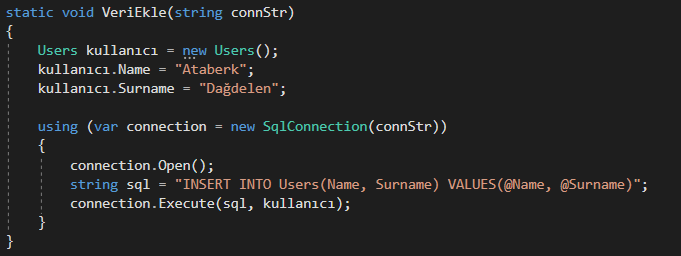 static void VeriEkle(string connStr)
{
Users kullanıcı = new Users();
kullanıcı.Name = "Ataberk";
kullanıcı.Surname = "Dağdelen";
using (var connection = new SqlConnection(connStr))
{
connection.Open();
string sql = "INSERT INTO Users(Name, Surname) VALUES(@Name, @Surname)";
connection.Execute(sql, kullanıcı);
}
}